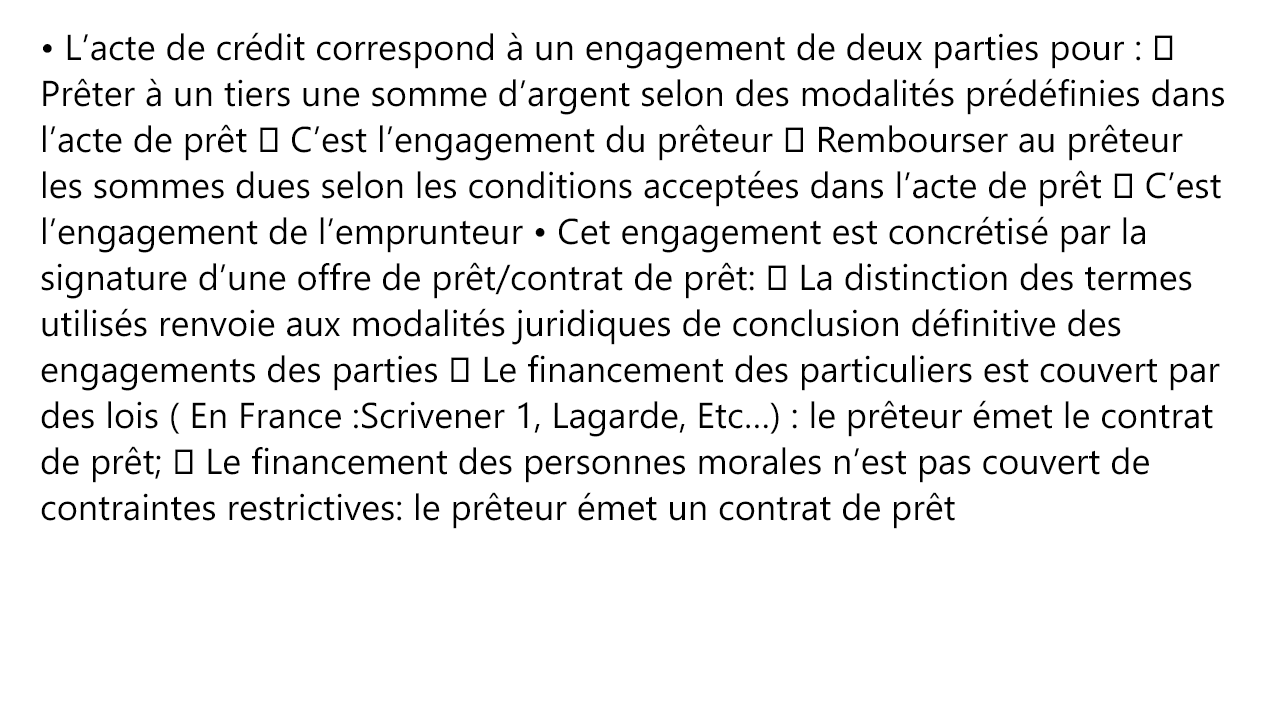 • L’acte de crédit correspond à un engagement de deux parties pour : 
Prêter à un tiers une somme d’argent selon des modalités prédéfinies dans
l’acte de prêt  C’est l’engagement du prêteur  Rembourser au prêteur
les sommes dues selon les conditions acceptées dans l’acte de prêt  C’est
l’engagement de l’emprunteur • Cet engagement est concrétisé par la
signature d’une offre de prêt/contrat de prêt:  La distinction des termes
utilisés renvoie aux modalités juridiques de conclusion définitive des
engagements des parties  Le financement des particuliers est couvert par
des lois ( En France :Scrivener 1, Lagarde, Etc…) : le prêteur émet le contrat
de prêt;  Le financement des personnes morales n’est pas couvert de
contraintes restrictives: le prêteur émet un contrat de prêt